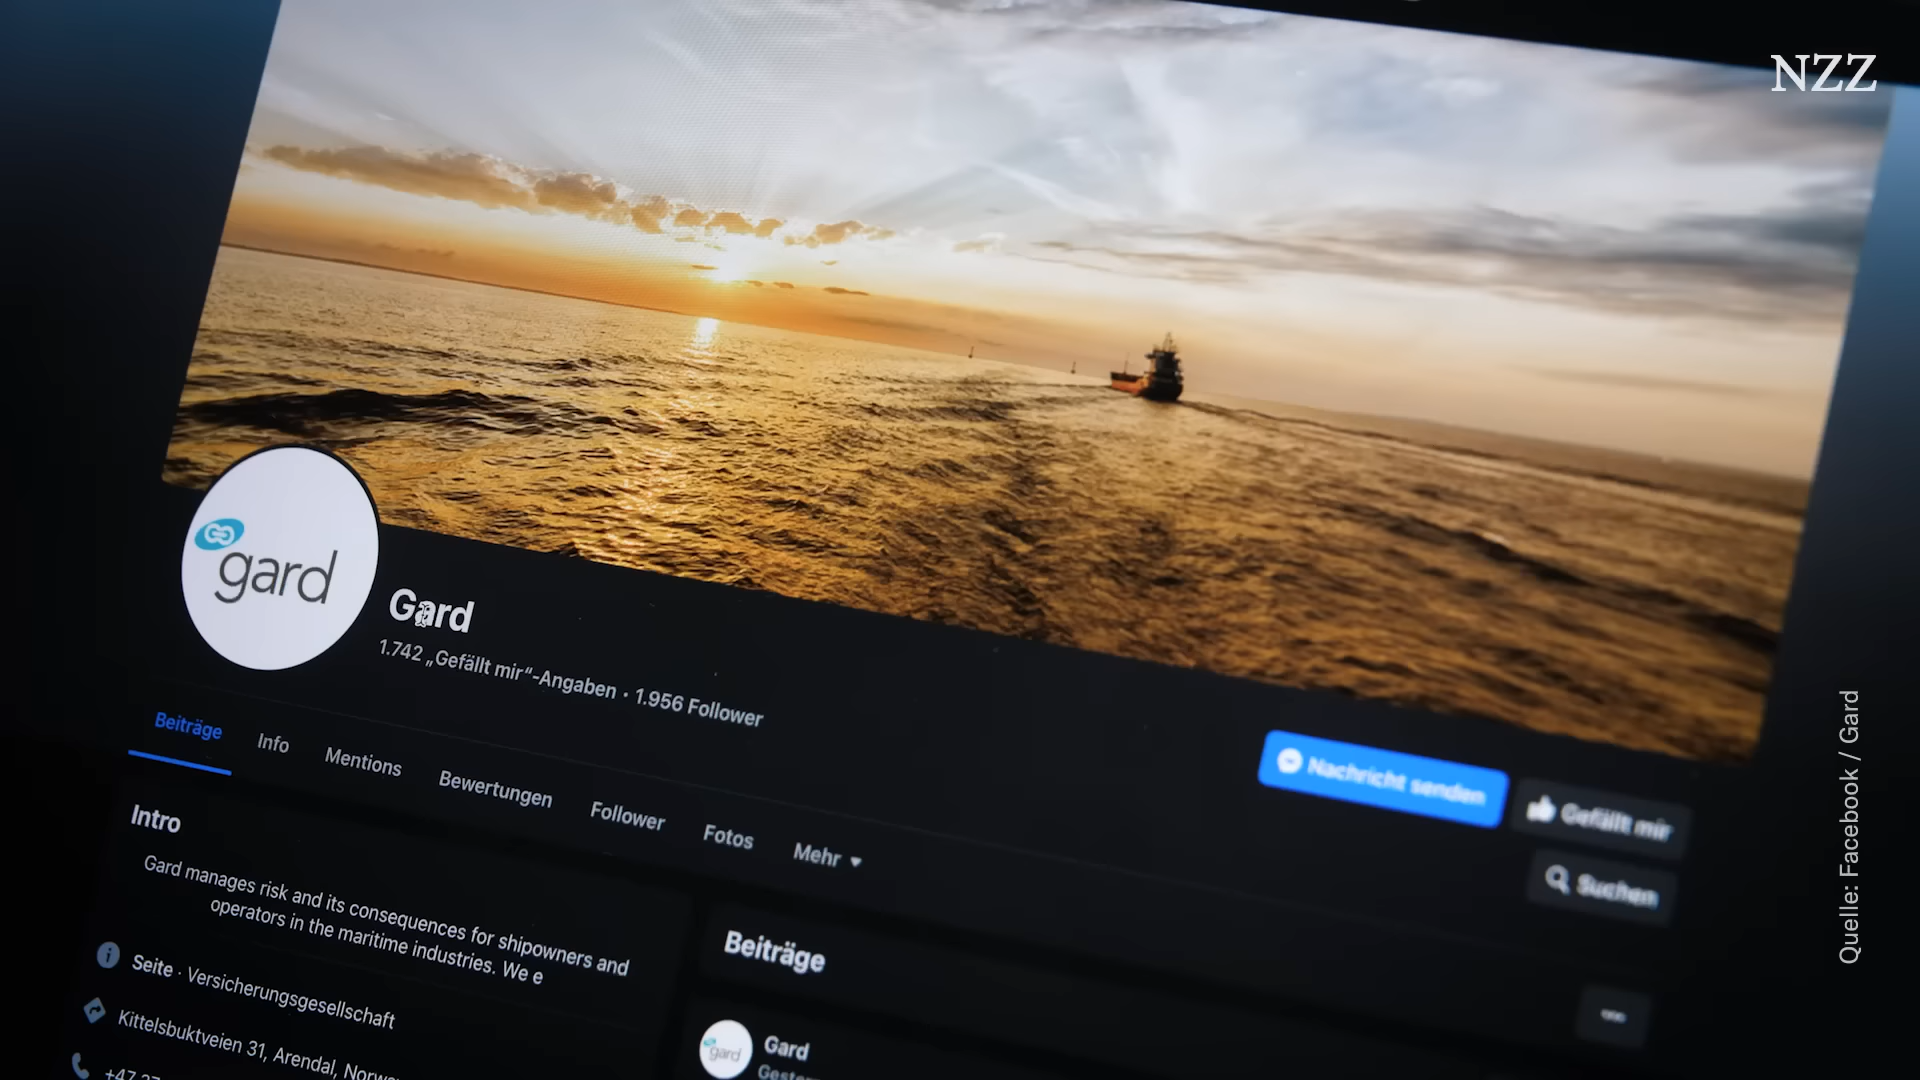 NZZ
gard
Gard
1.742 „Gefällt mir“-Angaben · 1.956 Follower
Beiträge
Info
Mentions
Bewertungen
Follower
Fotos
Mehr
Nachricht senden
Gefällt mir
Suchen
Intro
Gard manages risk and its consequences for shipowners and
operators in the maritime industries. We e
Seite · Versicherungsgesellschaft
Kittelsbuktveien 31, Arendal,
Beiträge
gard
Gard
Quelle: Facebook / Gard